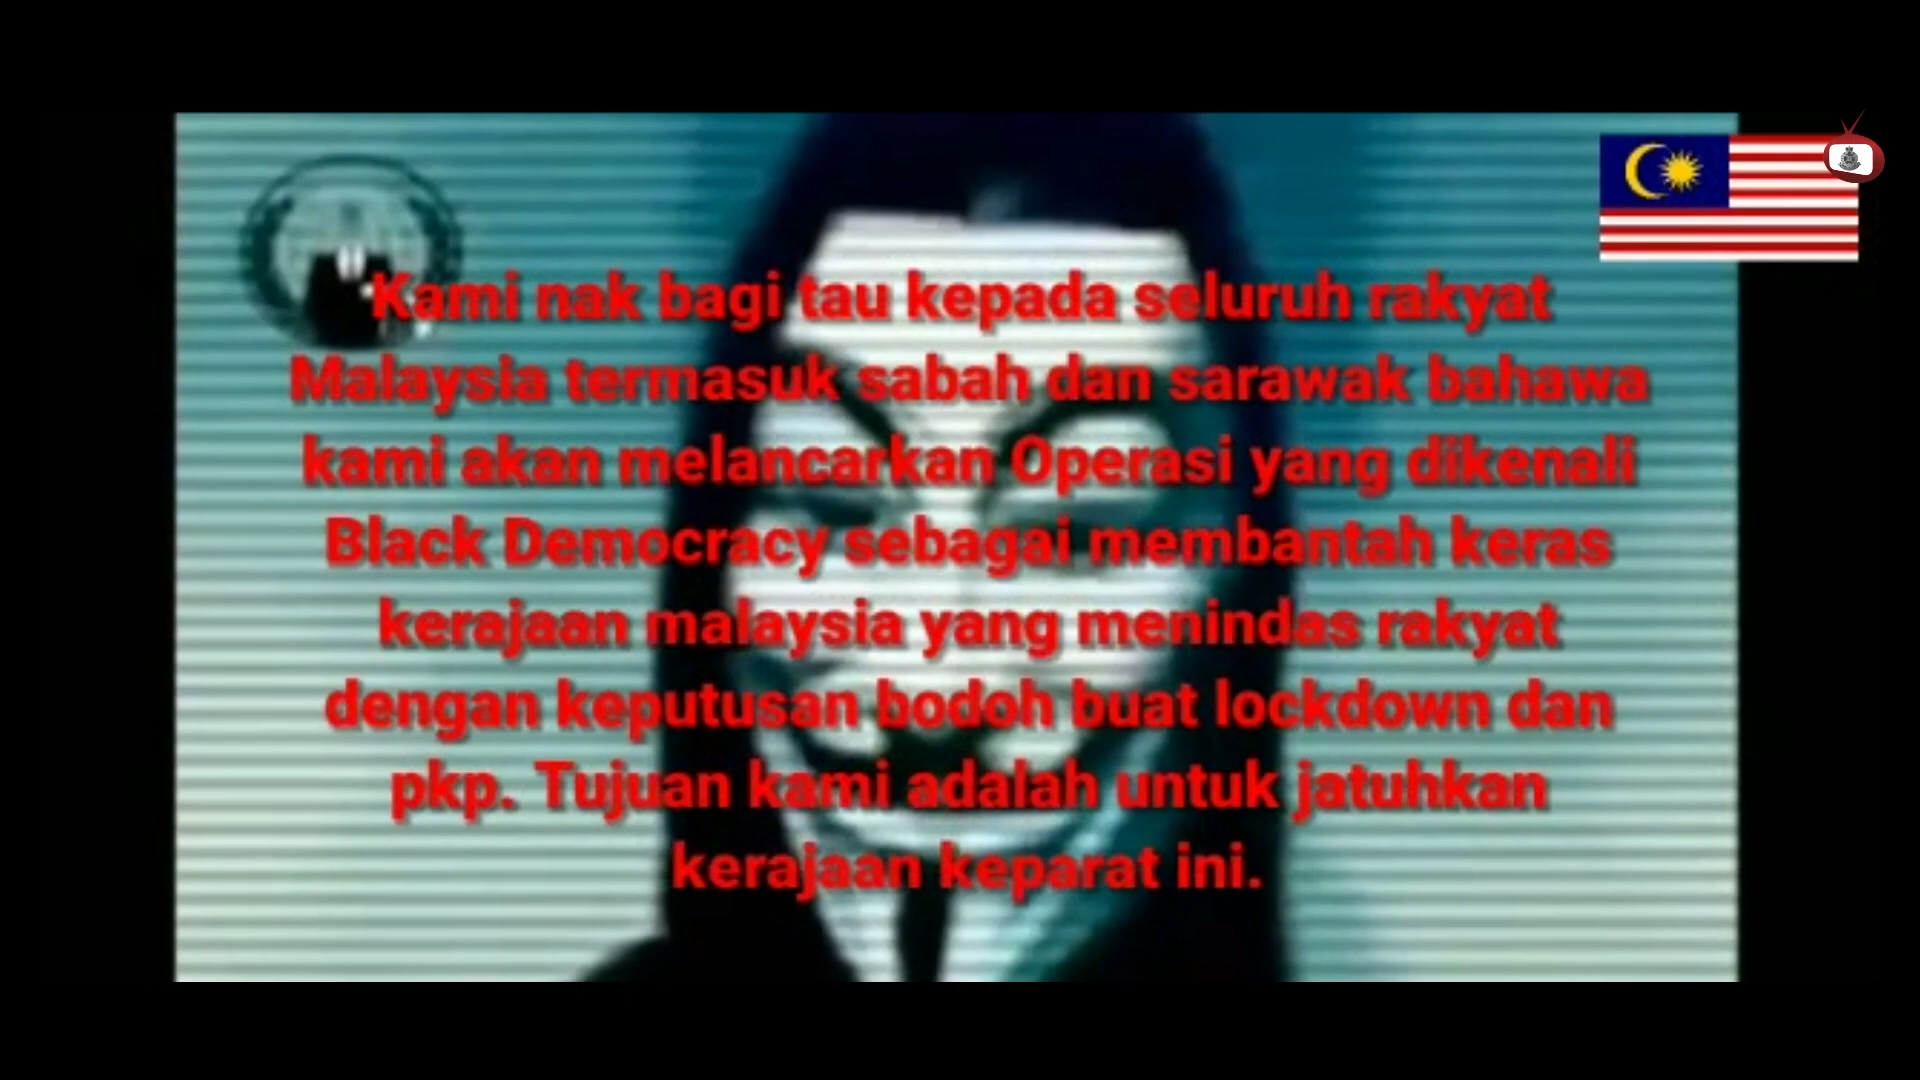 Kami nak bagi tau kepada seluruh rakyat
Malaysia termasuk sabah dan sarawak bahawa
kami akan melancarkan Operasi yang dikenali
Black Democracy sebagai membantah keras
kerajaan malaysia yang menindas rakyat
dengan keputusan bodoh buat lockdown dan
pkp. Tujuan kami adalah untuk jatuhkan
kerajaan keparat ini.